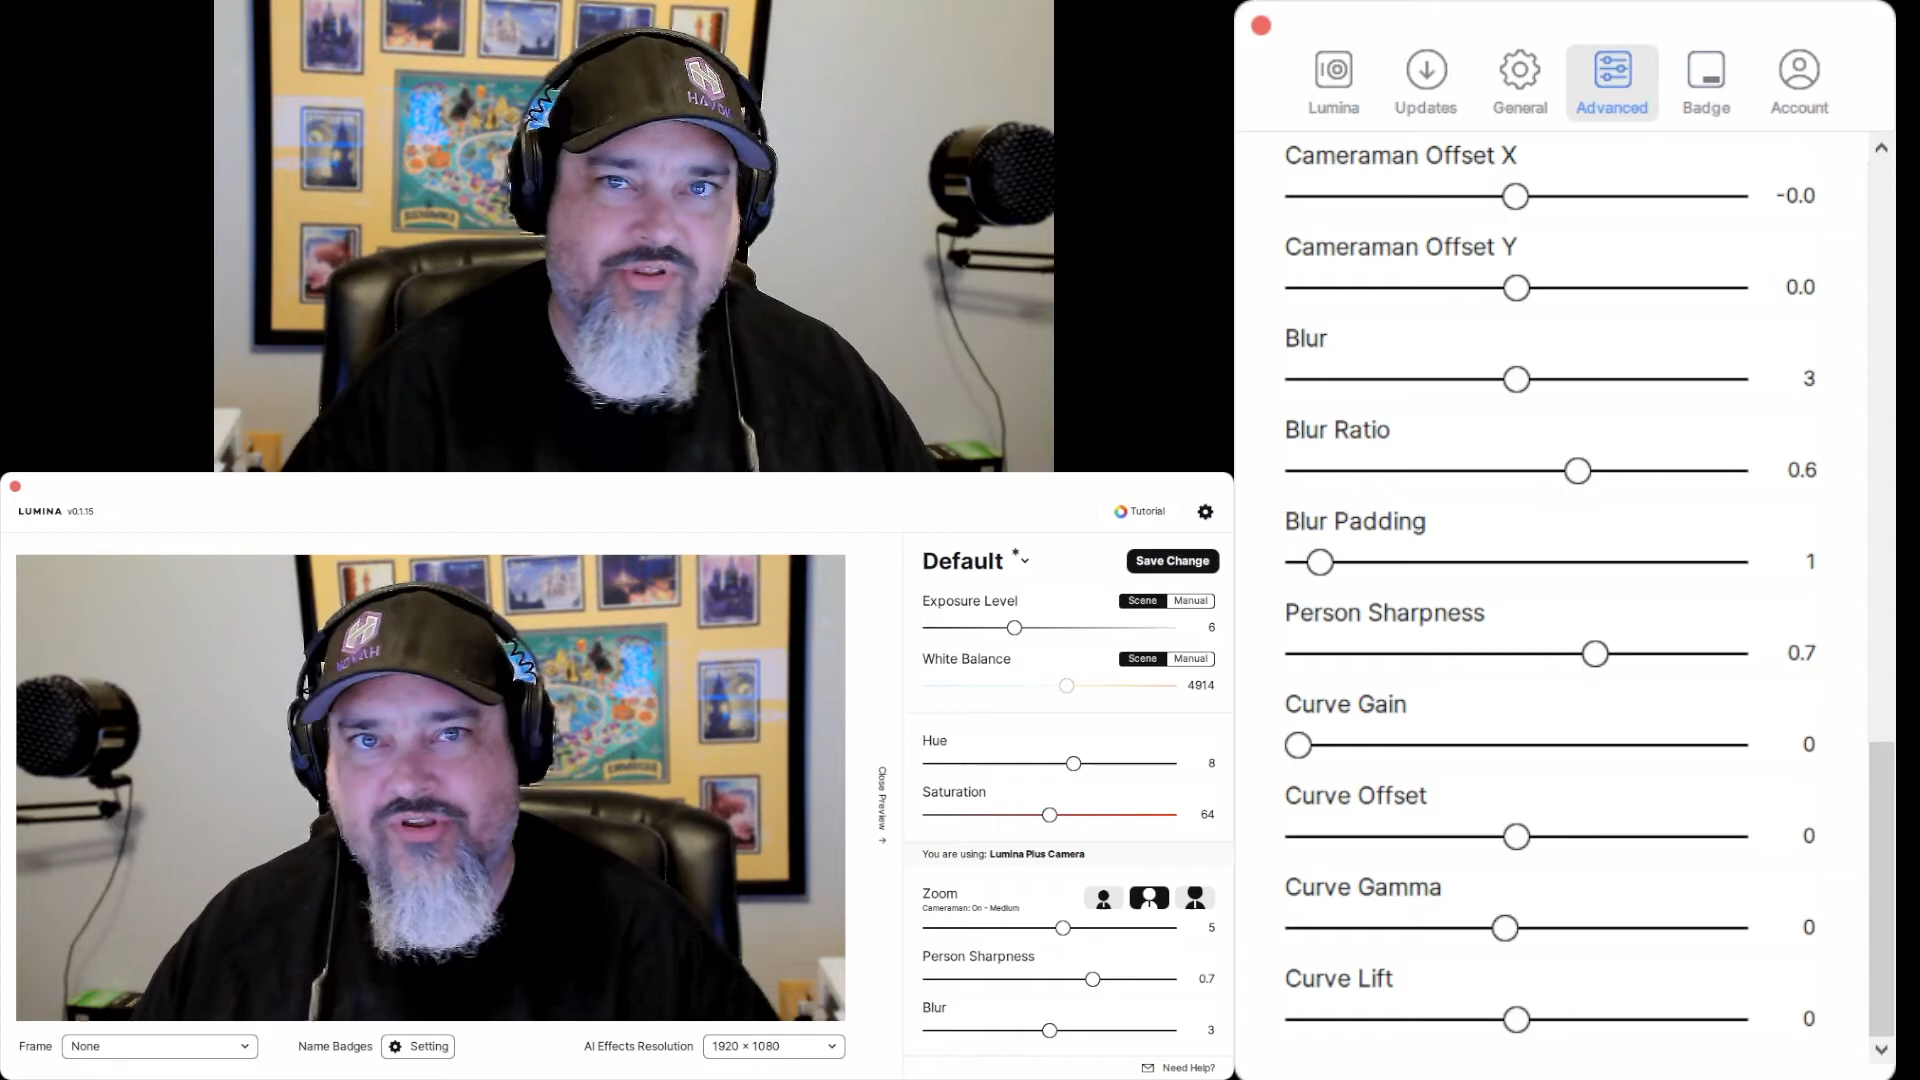 HAVOH
LUMINA v0.1.15
Tutorial
Default *
Save Change
Exposure Level
Scene Manual
6
White Balance
Scene Manual
4914
Hue
8
Saturation
64
Close Preview
You are using: Lumina Plus Camera
Zoom
Cameraman: On - Medium
5
Person Sharpness
0.7
Blur
3
Frame None
Name Badges Setting
AI Effects Resolution 1920 × 1080
Need Help?
Lumina Updates General Advanced Badge Account
Cameraman Offset X
-0.0
Cameraman Offset Y
0.0
Blur
3
Blur Ratio
0.6
Blur Padding
1
Person Sharpness
0.7
Curve Gain
0
Curve Offset
0
Curve Gamma
0
Curve Lift
0